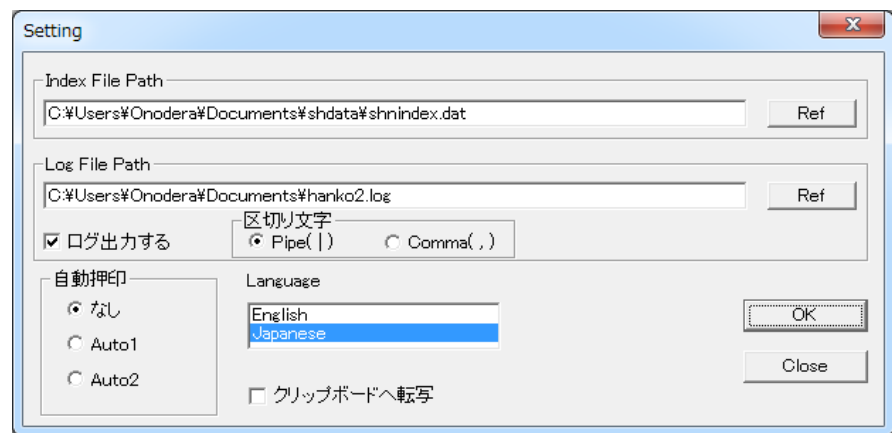 Setting
Index File Path
C:¥Users¥Onodera¥Documents¥shdata¥shnindex.dat
Ref
Log File Path
C:¥Users¥Onodera¥Documents¥hanko2.log
Ref
ログ出力する
区切り文字
Pipe( | )
Comma( , )
自動押印
なし
Auto1
Auto2
Language
English
Japanese
クリップボードへ転写
OK
Close